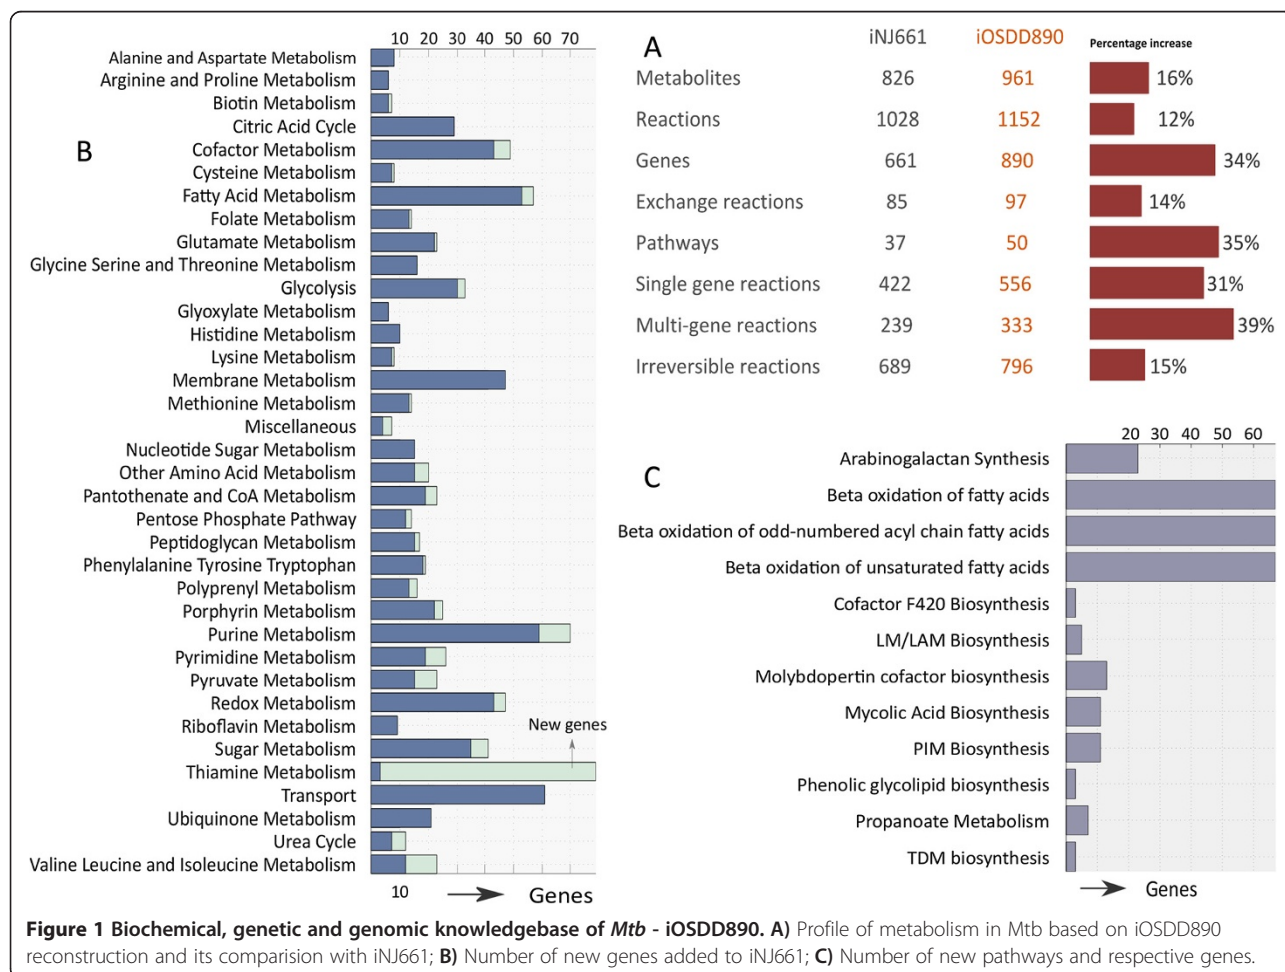 10 20 30 40 50 60 70
Alanine and Aspartate Metabolism
Arginine and Proline Metabolism
Biotin Metabolism
Citric Acid Cycle
B
Cofactor Metabolism
Cysteine Metabolism
Fatty Acid Metabolism
Folate Metabolism
Glutamate Metabolism
Glycine Serine and Threonine Metabolism
Glycolysis
Glyoxylate Metabolism
Histidine Metabolism
Lysine Metabolism
Membrane Metabolism
Methionine Metabolism
Miscellaneous
Nucleotide Sugar Metabolism
Other Amino Acid Metabolism
Pantothenate and CoA Metabolism
Pentose Phosphate Pathway
Peptidoglycan Metabolism
Phenylalanine Tyrosine Tryptophan
Polyprenyl Metabolism
Porphyrin Metabolism
Purine Metabolism
Pyrimidine Metabolism
Pyruvate Metabolism
Redox Metabolism
Riboflavin Metabolism
New genes
Sugar Metabolism
Thiamine Metabolism
Transport
Ubiquinone Metabolism
Urea Cycle
Valine Leucine and Isoleucine Metabolism
10 Genes
A iNJ661 iOSDD890 Percentage increase
Metabolites 826 961 16%
Reactions 1028 1152 12%
Genes 661 890 34%
Exchange reactions 85 97 14%
Pathways 37 50 35%
Single gene reactions 422 556 31%
Multi-gene reactions 239 333 39%
Irreversible reactions 689 796 15%
20 30 40 50 60
Arabinogalactan Synthesis
C
Beta oxidation of fatty acids
Beta oxidation of odd-numbered acyl chain fatty acids
Beta oxidation of unsaturated fatty acids
Cofactor F420 Biosynthesis
LM/LAM Biosynthesis
Molybdopertin cofactor biosynthesis
Mycolic Acid Biosynthesis
PIM Biosynthesis
Phenolic glycolipid biosynthesis
Propanoate Metabolism
TDM biosynthesis
Genes
Figure 1 Biochemical, genetic and genomic knowledgebase of Mtb - iOSDD890. A) Profile of metabolism in Mtb based on iOSDD890
reconstruction and its comparision with iNJ661; B) Number of new genes added to iNJ661; C) Number of new pathways and respective genes.